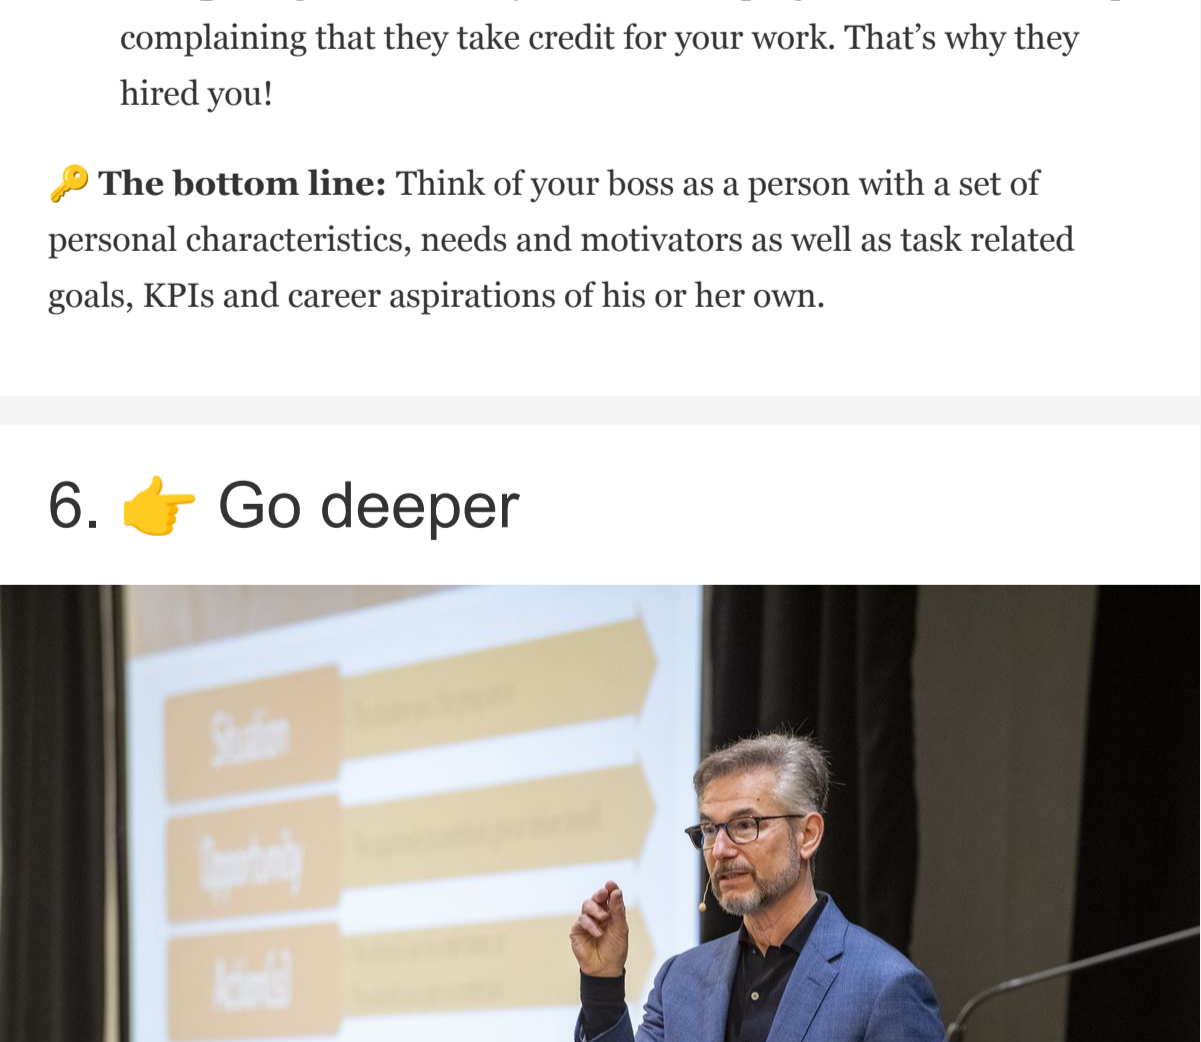 complaining that they take credit for your work. That’s why they
hired you!
🔑 The bottom line: Think of your boss as a person with a set of
personal characteristics, needs and motivators as well as task related
goals, KPIs and career aspirations of his or her own.
6. 👉 Go deeper
Situation
Opportunity
Action(s)